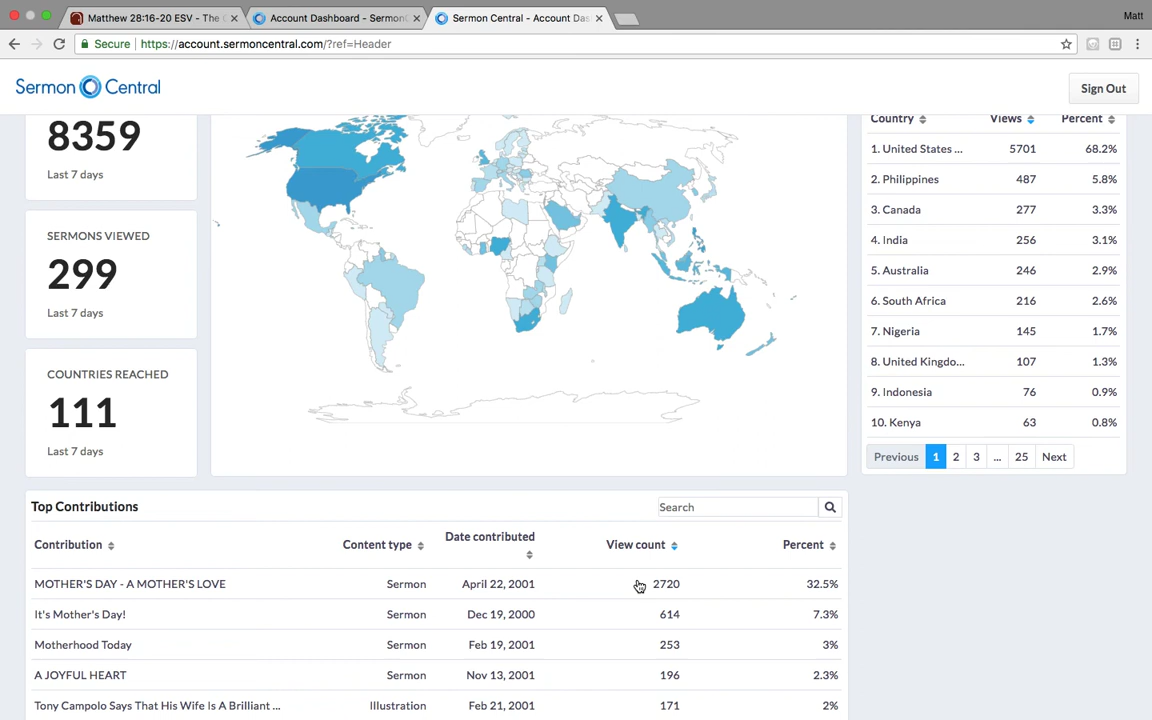 Matthew 28:16-20 ESV - The G
Account Dashboard - SermonC
Sermon Central - Account Das
Matt
Secure
https://account.sermoncentral.com/?ref=Header
Sermon Central
Sign Out
8359
Last 7 days
SERMONS VIEWED
299
Last 7 days
COUNTRIES REACHED
111
Last 7 days
Country Views Percent
1. United States ... 5701 68.2%
2. Philippines 487 5.8%
3. Canada 277 3.3%
4. India 256 3.1%
5. Australia 246 2.9%
6. South Africa 216 2.6%
7. Nigeria 145 1.7%
8. United Kingdo... 107 1.3%
9. Indonesia 76 0.9%
10. Kenya 63 0.8%
Previous 1 2 3 ... 25 Next
Top Contributions
Search
Contribution Content type Date contributed View count Percent
MOTHER'S DAY - A MOTHER'S LOVE Sermon April 22, 2001 2720 32.5%
It's Mother's Day! Sermon Dec 19, 2000 614 7.3%
Motherhood Today Sermon Feb 19, 2001 253 3%
A JOYFUL HEART Sermon Nov 13, 2001 196 2.3%
Tony Campolo Says That His Wife Is A Brilliant ... Illustration Feb 21, 2001 171 2%